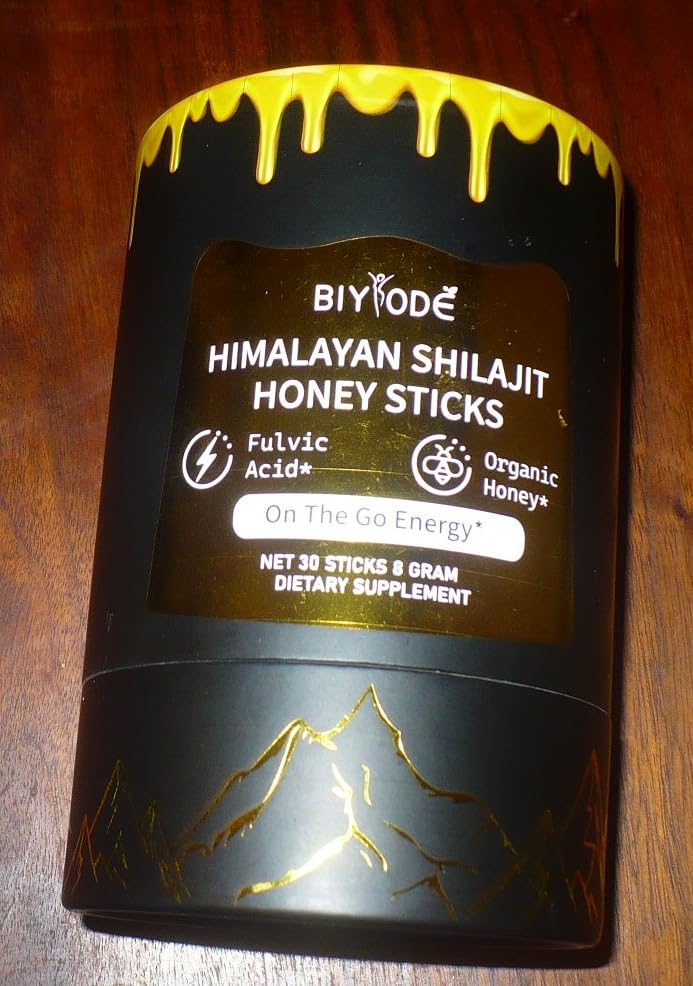 BIYODE
HIMALAYAN SHILAJIT
HONEY STICKS
Fulvic
Acid*
Organic
Honey*
On The Go Energy*
NET 30 STICKS 8 GRAM
DIETARY SUPPLEMENT